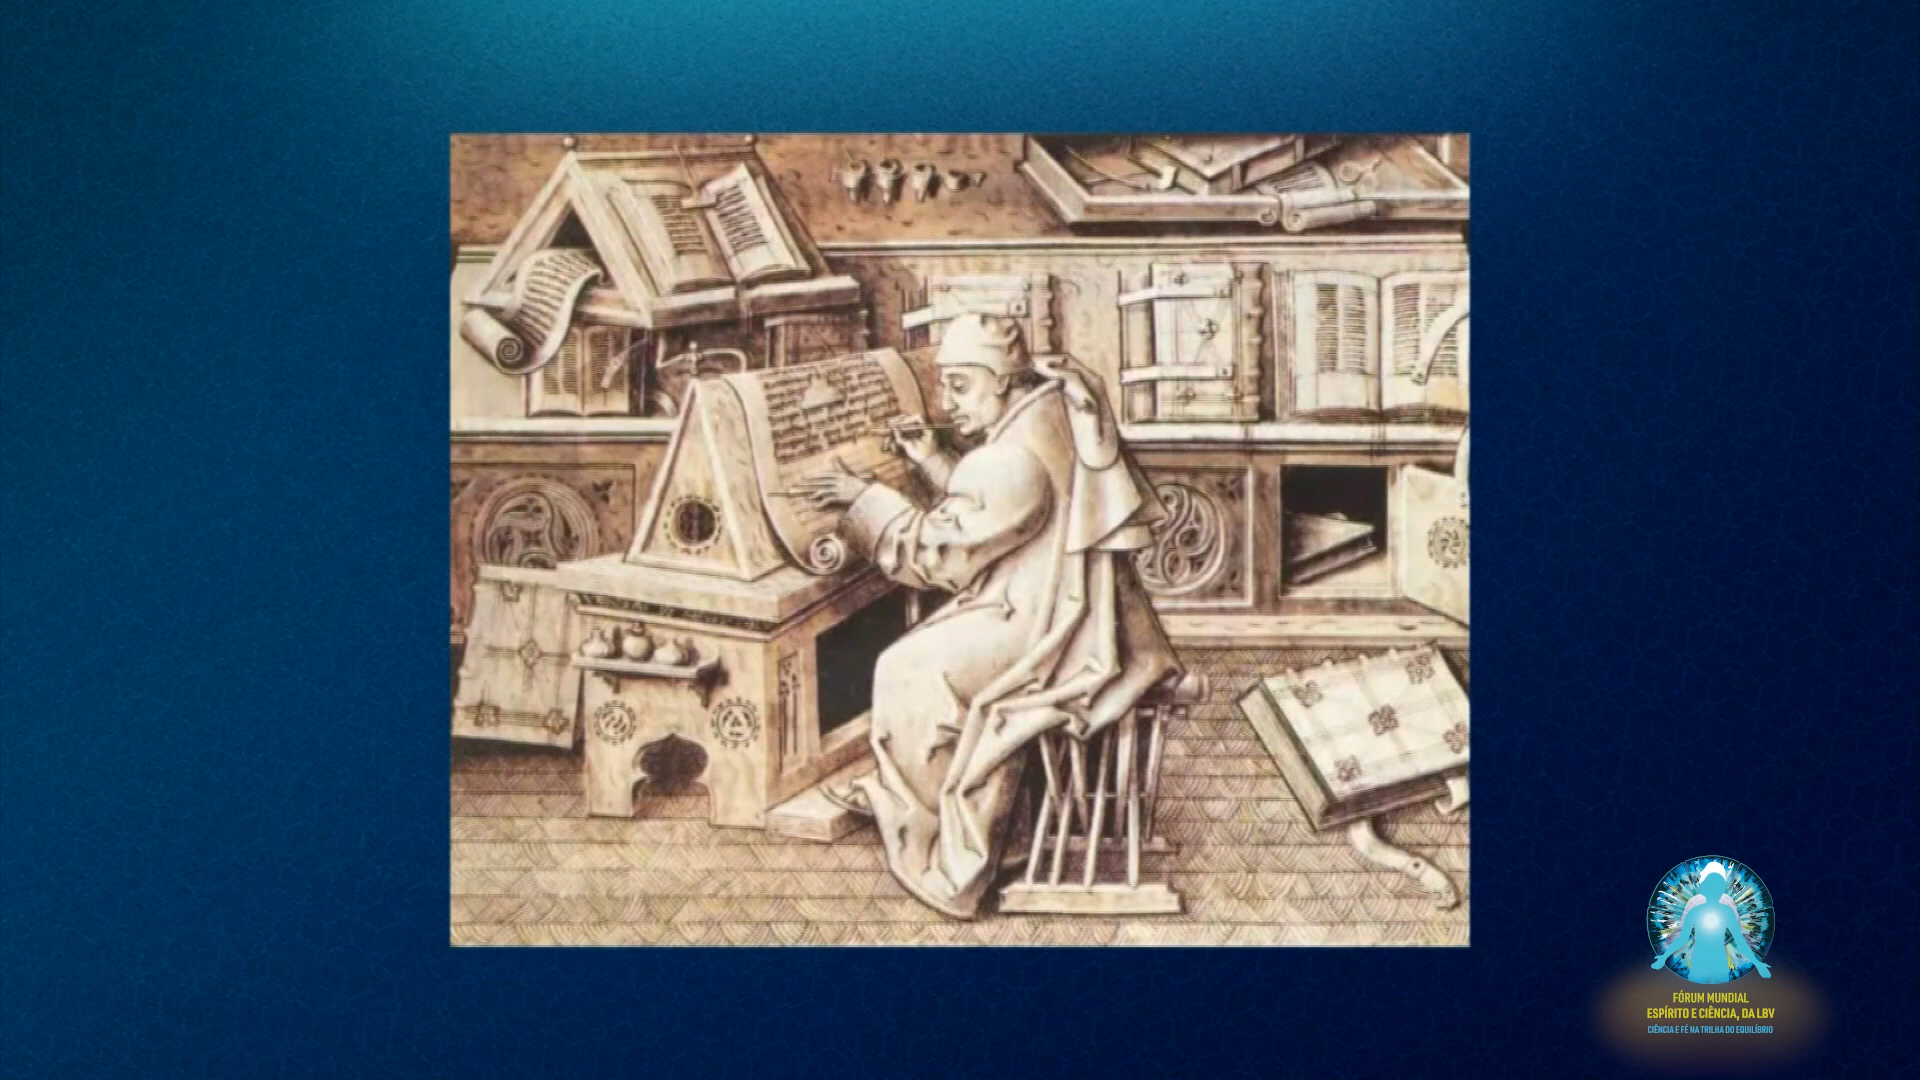 FÓRUM MUNDIAL
ESPÍRITO E CIÊNCIA, DA LBV
CIÊNCIA E FÉ NA TRILHA DO EQUILÍBRIO